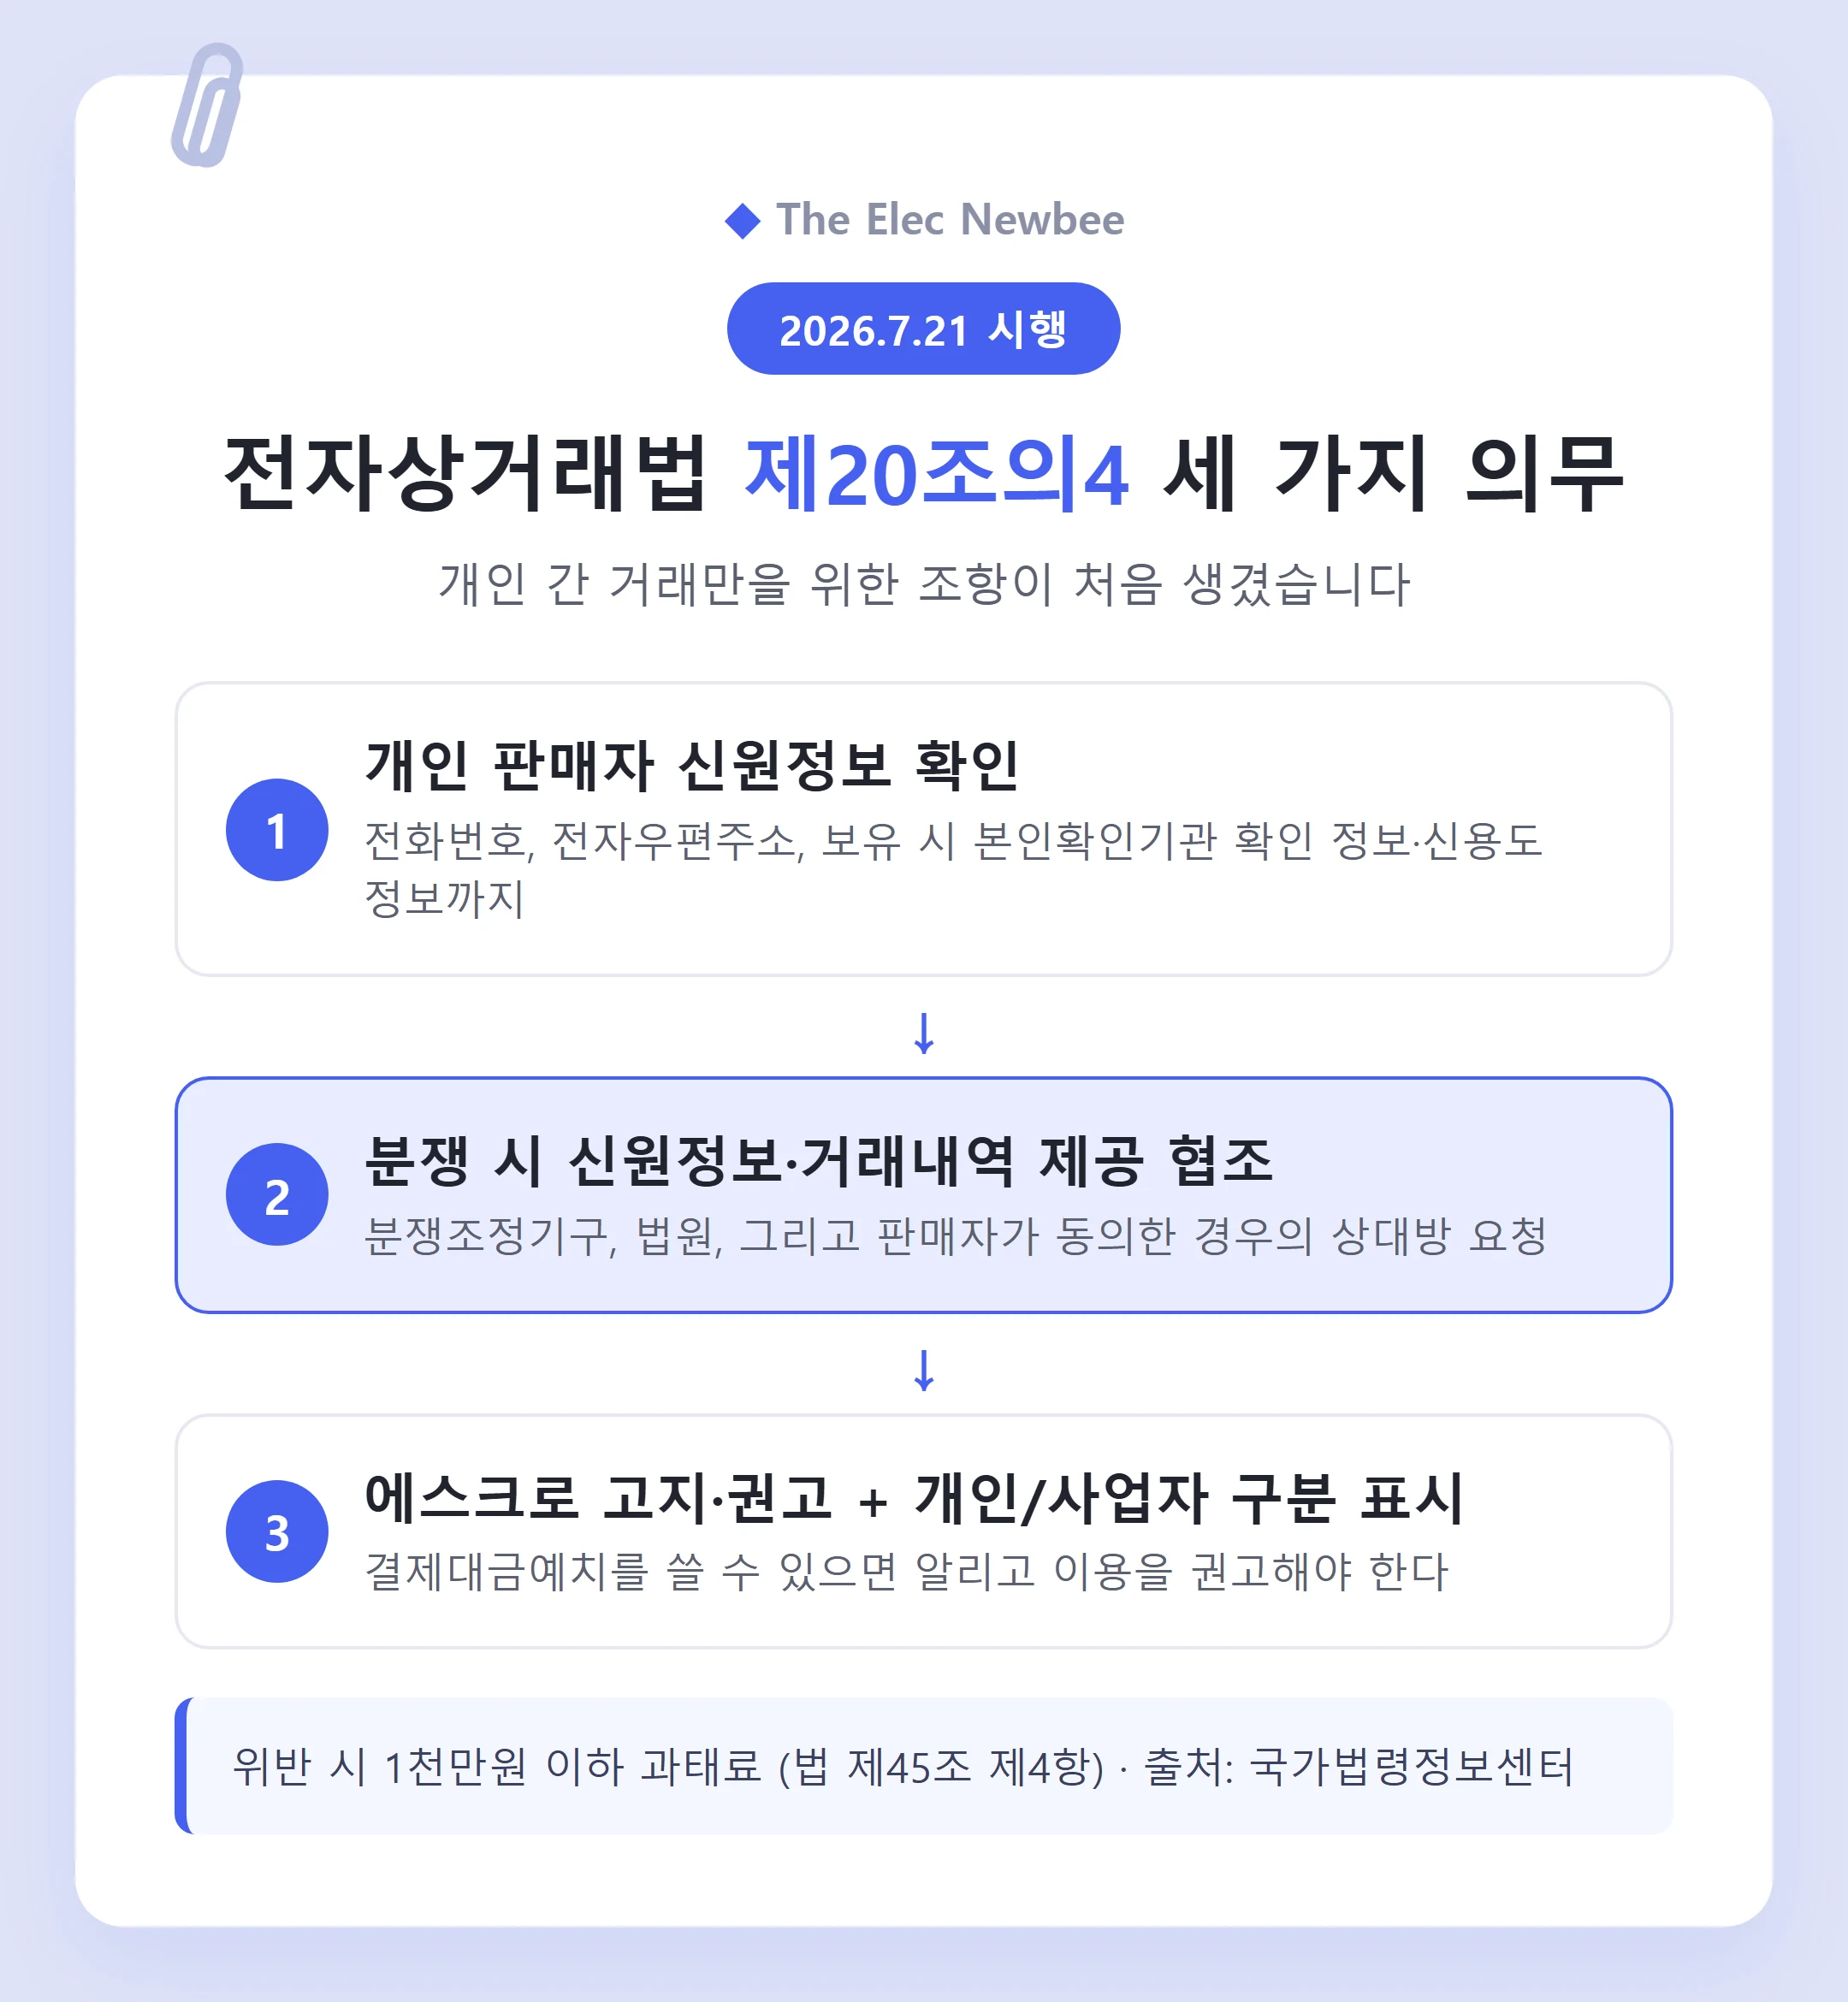 The Elec Newbee
2026.7.21 시행
전자상거래법 제20조의4 세 가지 의무
개인 간 거래만을 위한 조항이 처음 생겼습니다
1
개인 판매자 신원정보 확인
전화번호, 전자우편주소, 보유 시 본인확인기관 확인 정보·신용도
정보까지
↓
2
분쟁 시 신원정보·거래내역 제공 협조
분쟁조정기구, 법원, 그리고 판매자가 동의한 경우의 상대방 요청
↓
3
에스크로 고지·권고 + 개인/사업자 구분 표시
결제대금예치를 쓸 수 있으면 알리고 이용을 권고해야 한다
위반 시 1천만원 이하 과태료 (법 제45조 제4항) · 출처: 국가법령정보센터